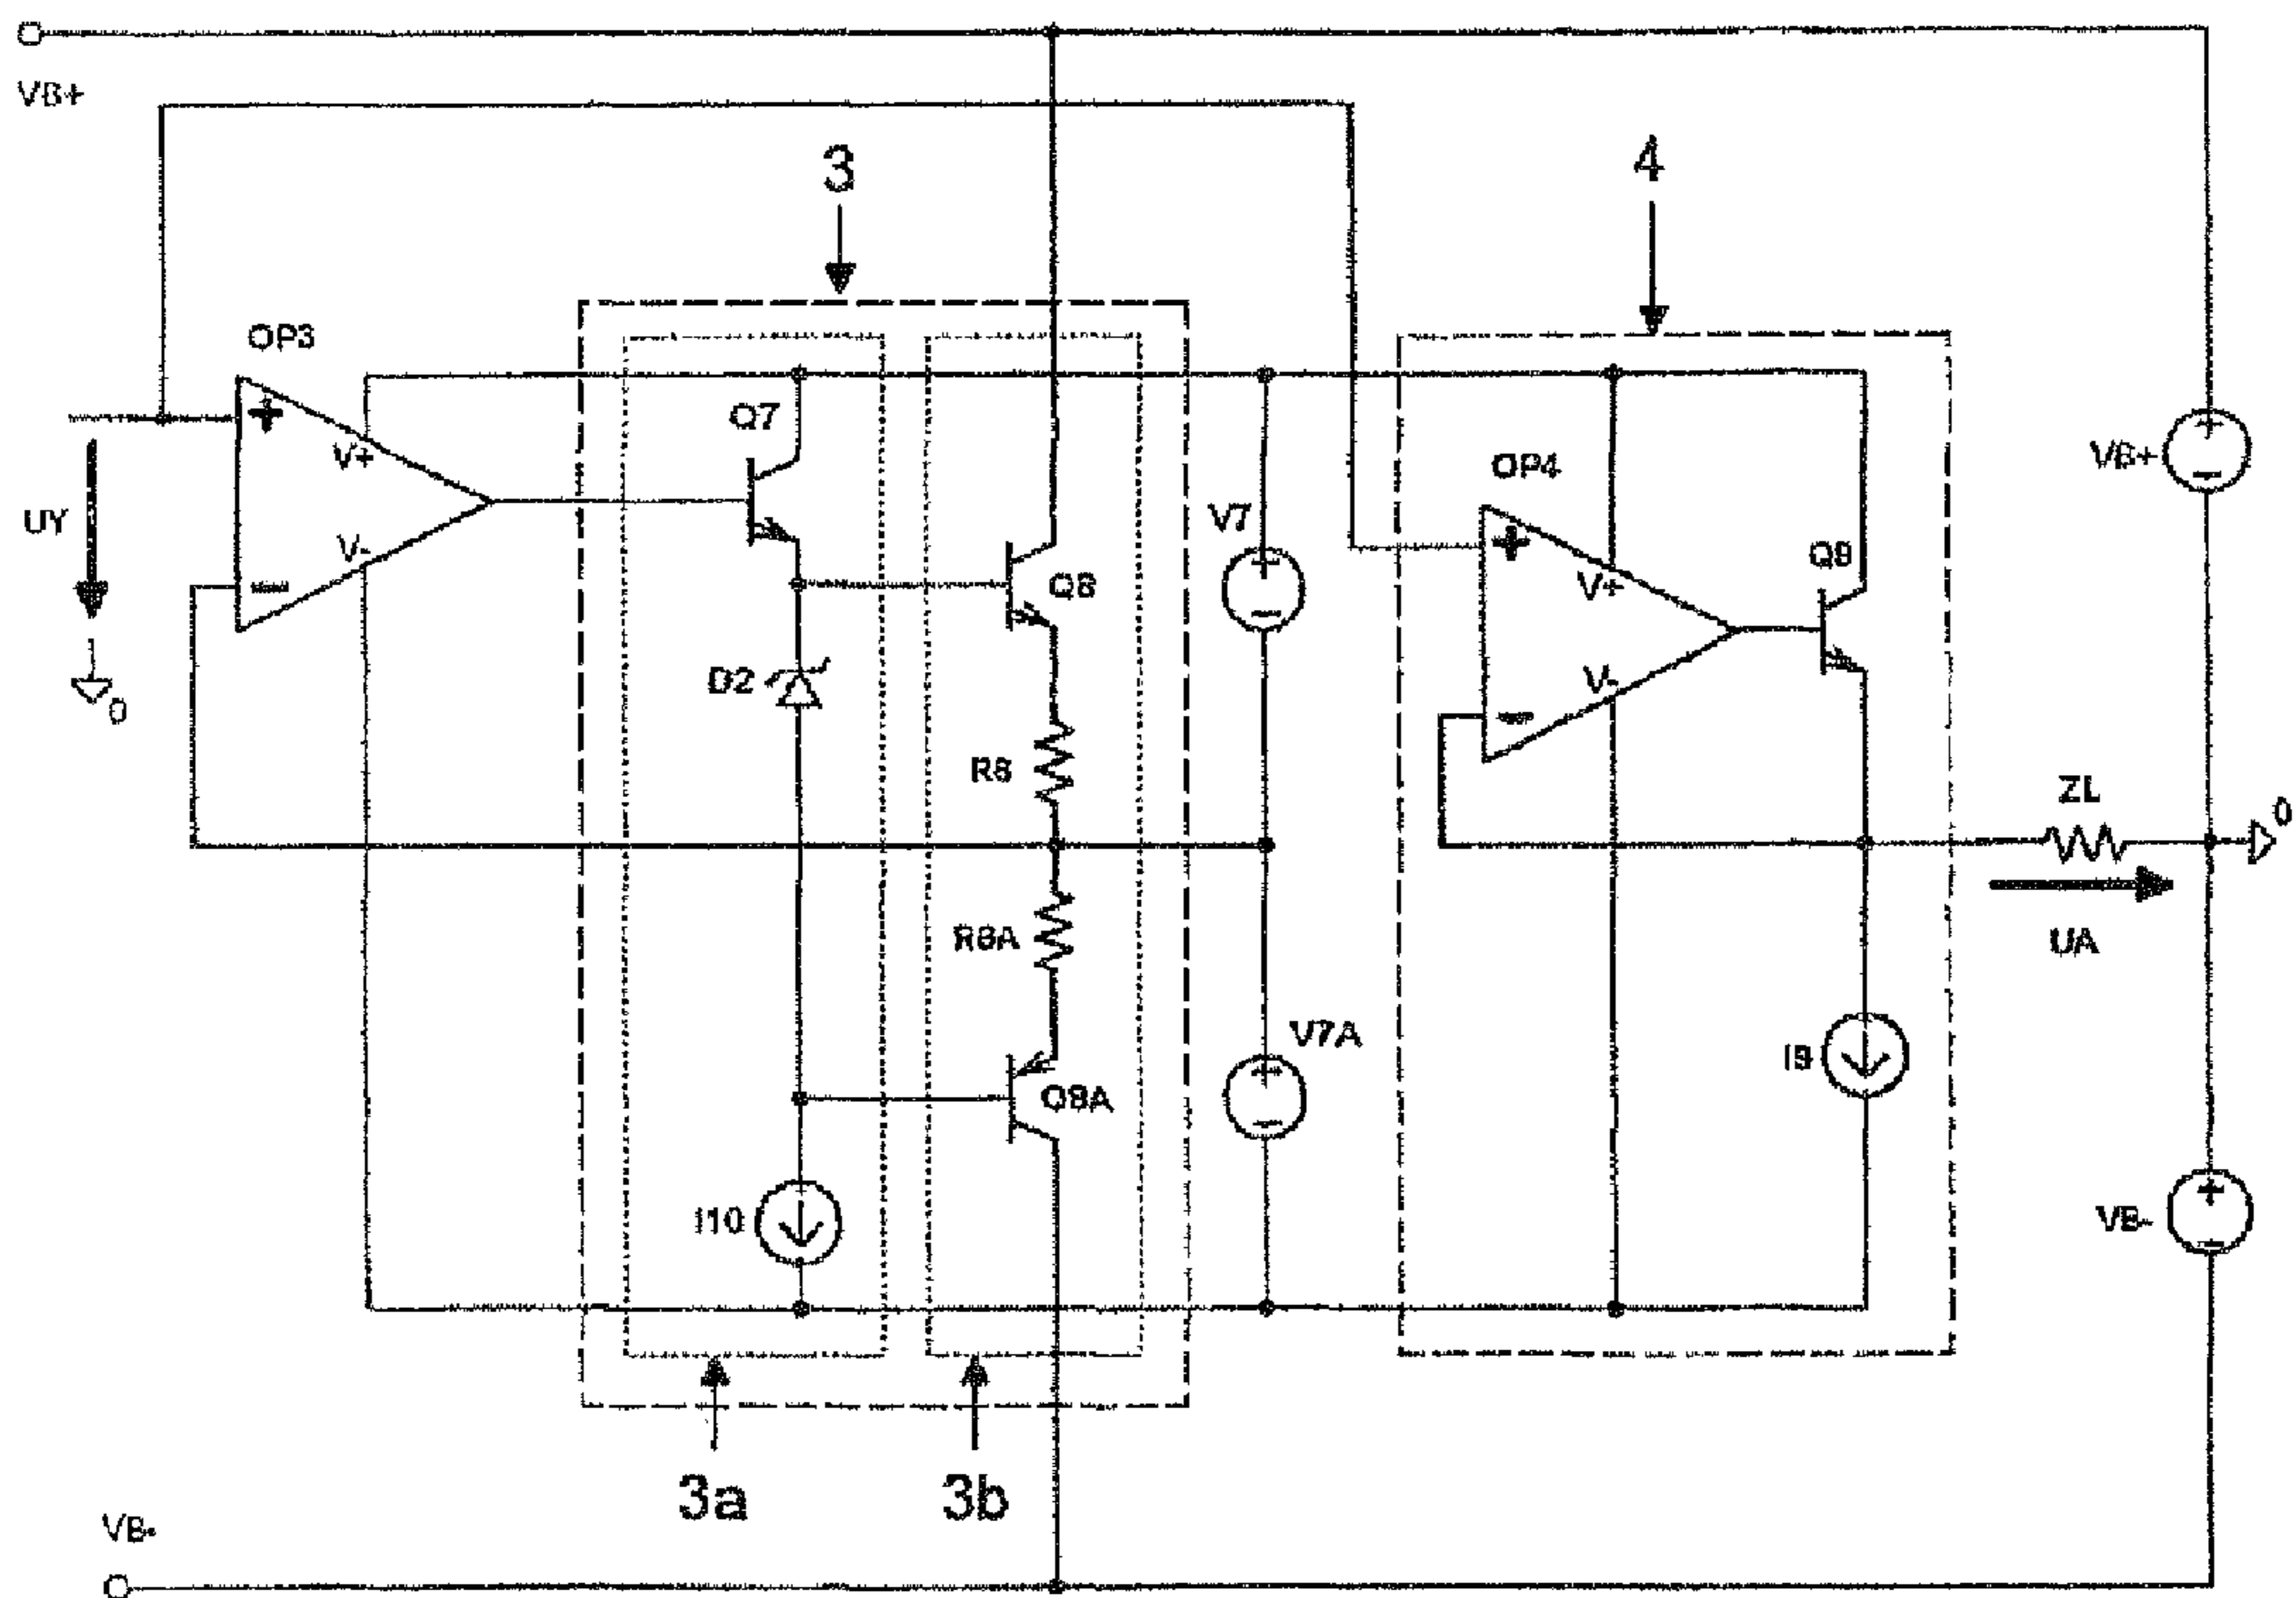 VB+
3
4
OP3
+
V+
V-
UY
0
Q7
D2
Q8
R8
V7
+
OP4
+
V+
V-
Q9
VB+
+
ZL
0
UA
R8A
Q8A
V7A
+
I9
I10
VB-
+
3a
3b
VB-